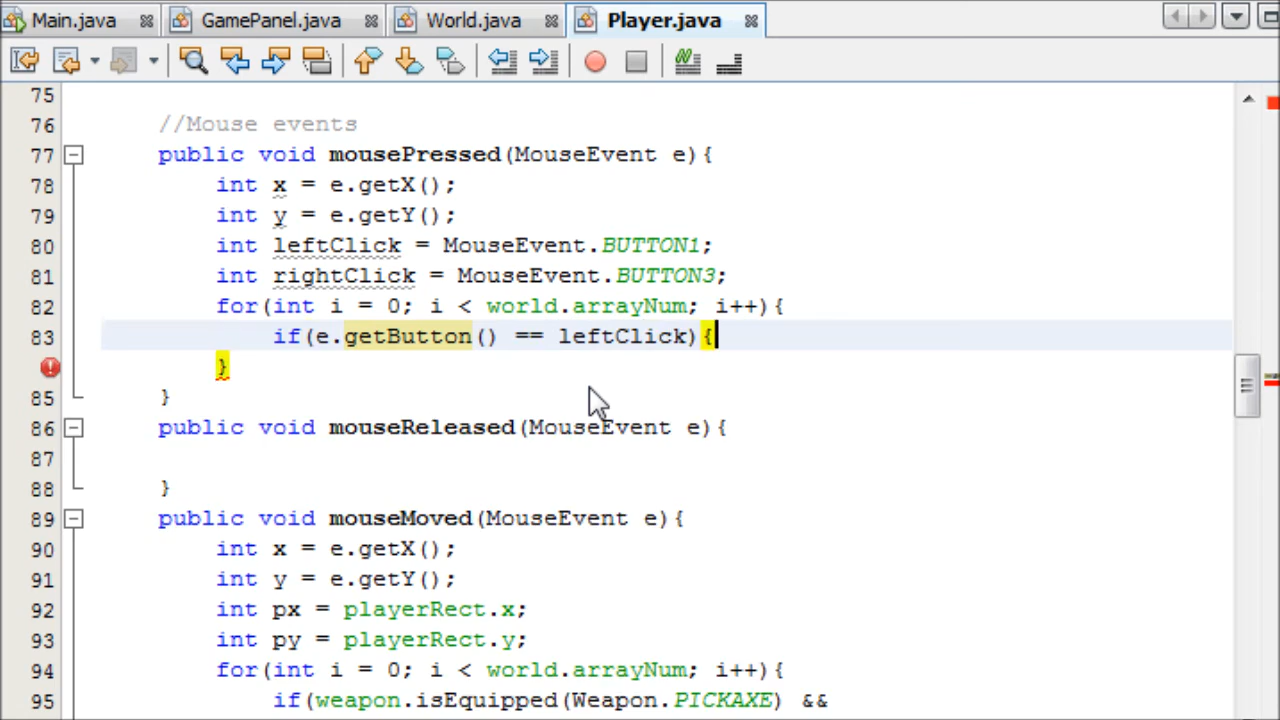 Main.java GamePanel.java World.java Player.java
75
76 //Mouse events
77 public void mousePressed(MouseEvent e){
78 int x = e.getX();
79 int y = e.getY();
80 int leftClick = MouseEvent.BUTTON1;
81 int rightClick = MouseEvent.BUTTON3;
82 for(int i = 0; i < world.arrayNum; i++){
83 if(e.getButton() == leftClick){
}
85 }
86 public void mouseReleased(MouseEvent e){
87
88 }
89 public void mouseMoved(MouseEvent e){
90 int x = e.getX();
91 int y = e.getY();
92 int px = playerRect.x;
93 int py = playerRect.y;
94 for(int i = 0; i < world.arrayNum; i++){
95 if(weapon.isEquipped(Weapon.PICKAXE) &&